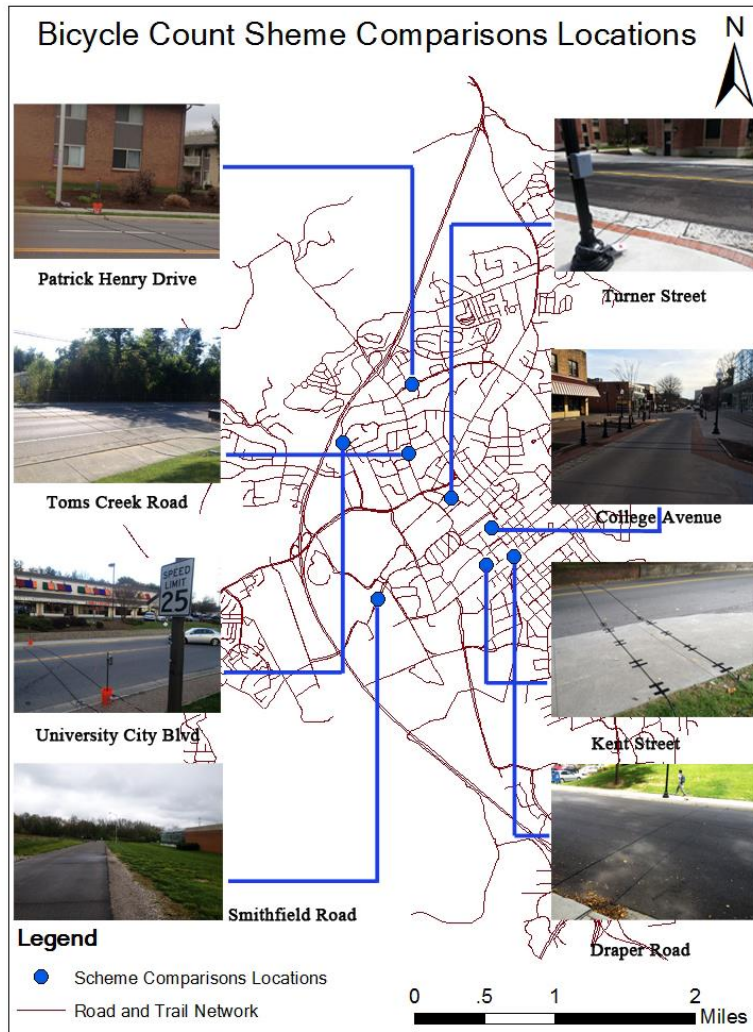 Bicycle Count Sheme Comparisons Locations
N
Patrick Henry Drive
Turner Street
Toms Creek Road
College Avenue
SPEED
LIMIT
25
University City Blvd
Kent Street
Smithfield Road
Draper Road
Legend
Scheme Comparisons Locations
Road and Trail Network
0 .5 1 2
Miles